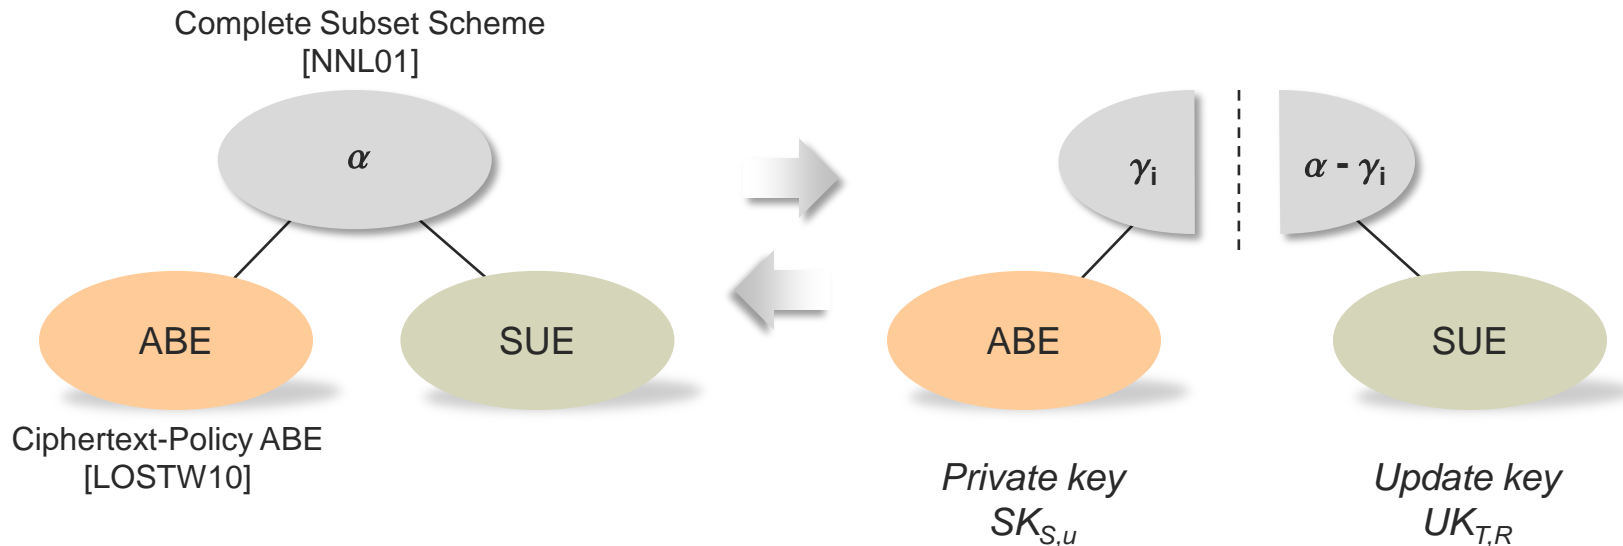 Complete Subset Scheme
[NNL01]
α
ABE
SUE
Ciphertext-Policy ABE
[LOSTW10]
γi
α - γi
ABE
SUE
Private key
SKS,u
Update key
UKT,R